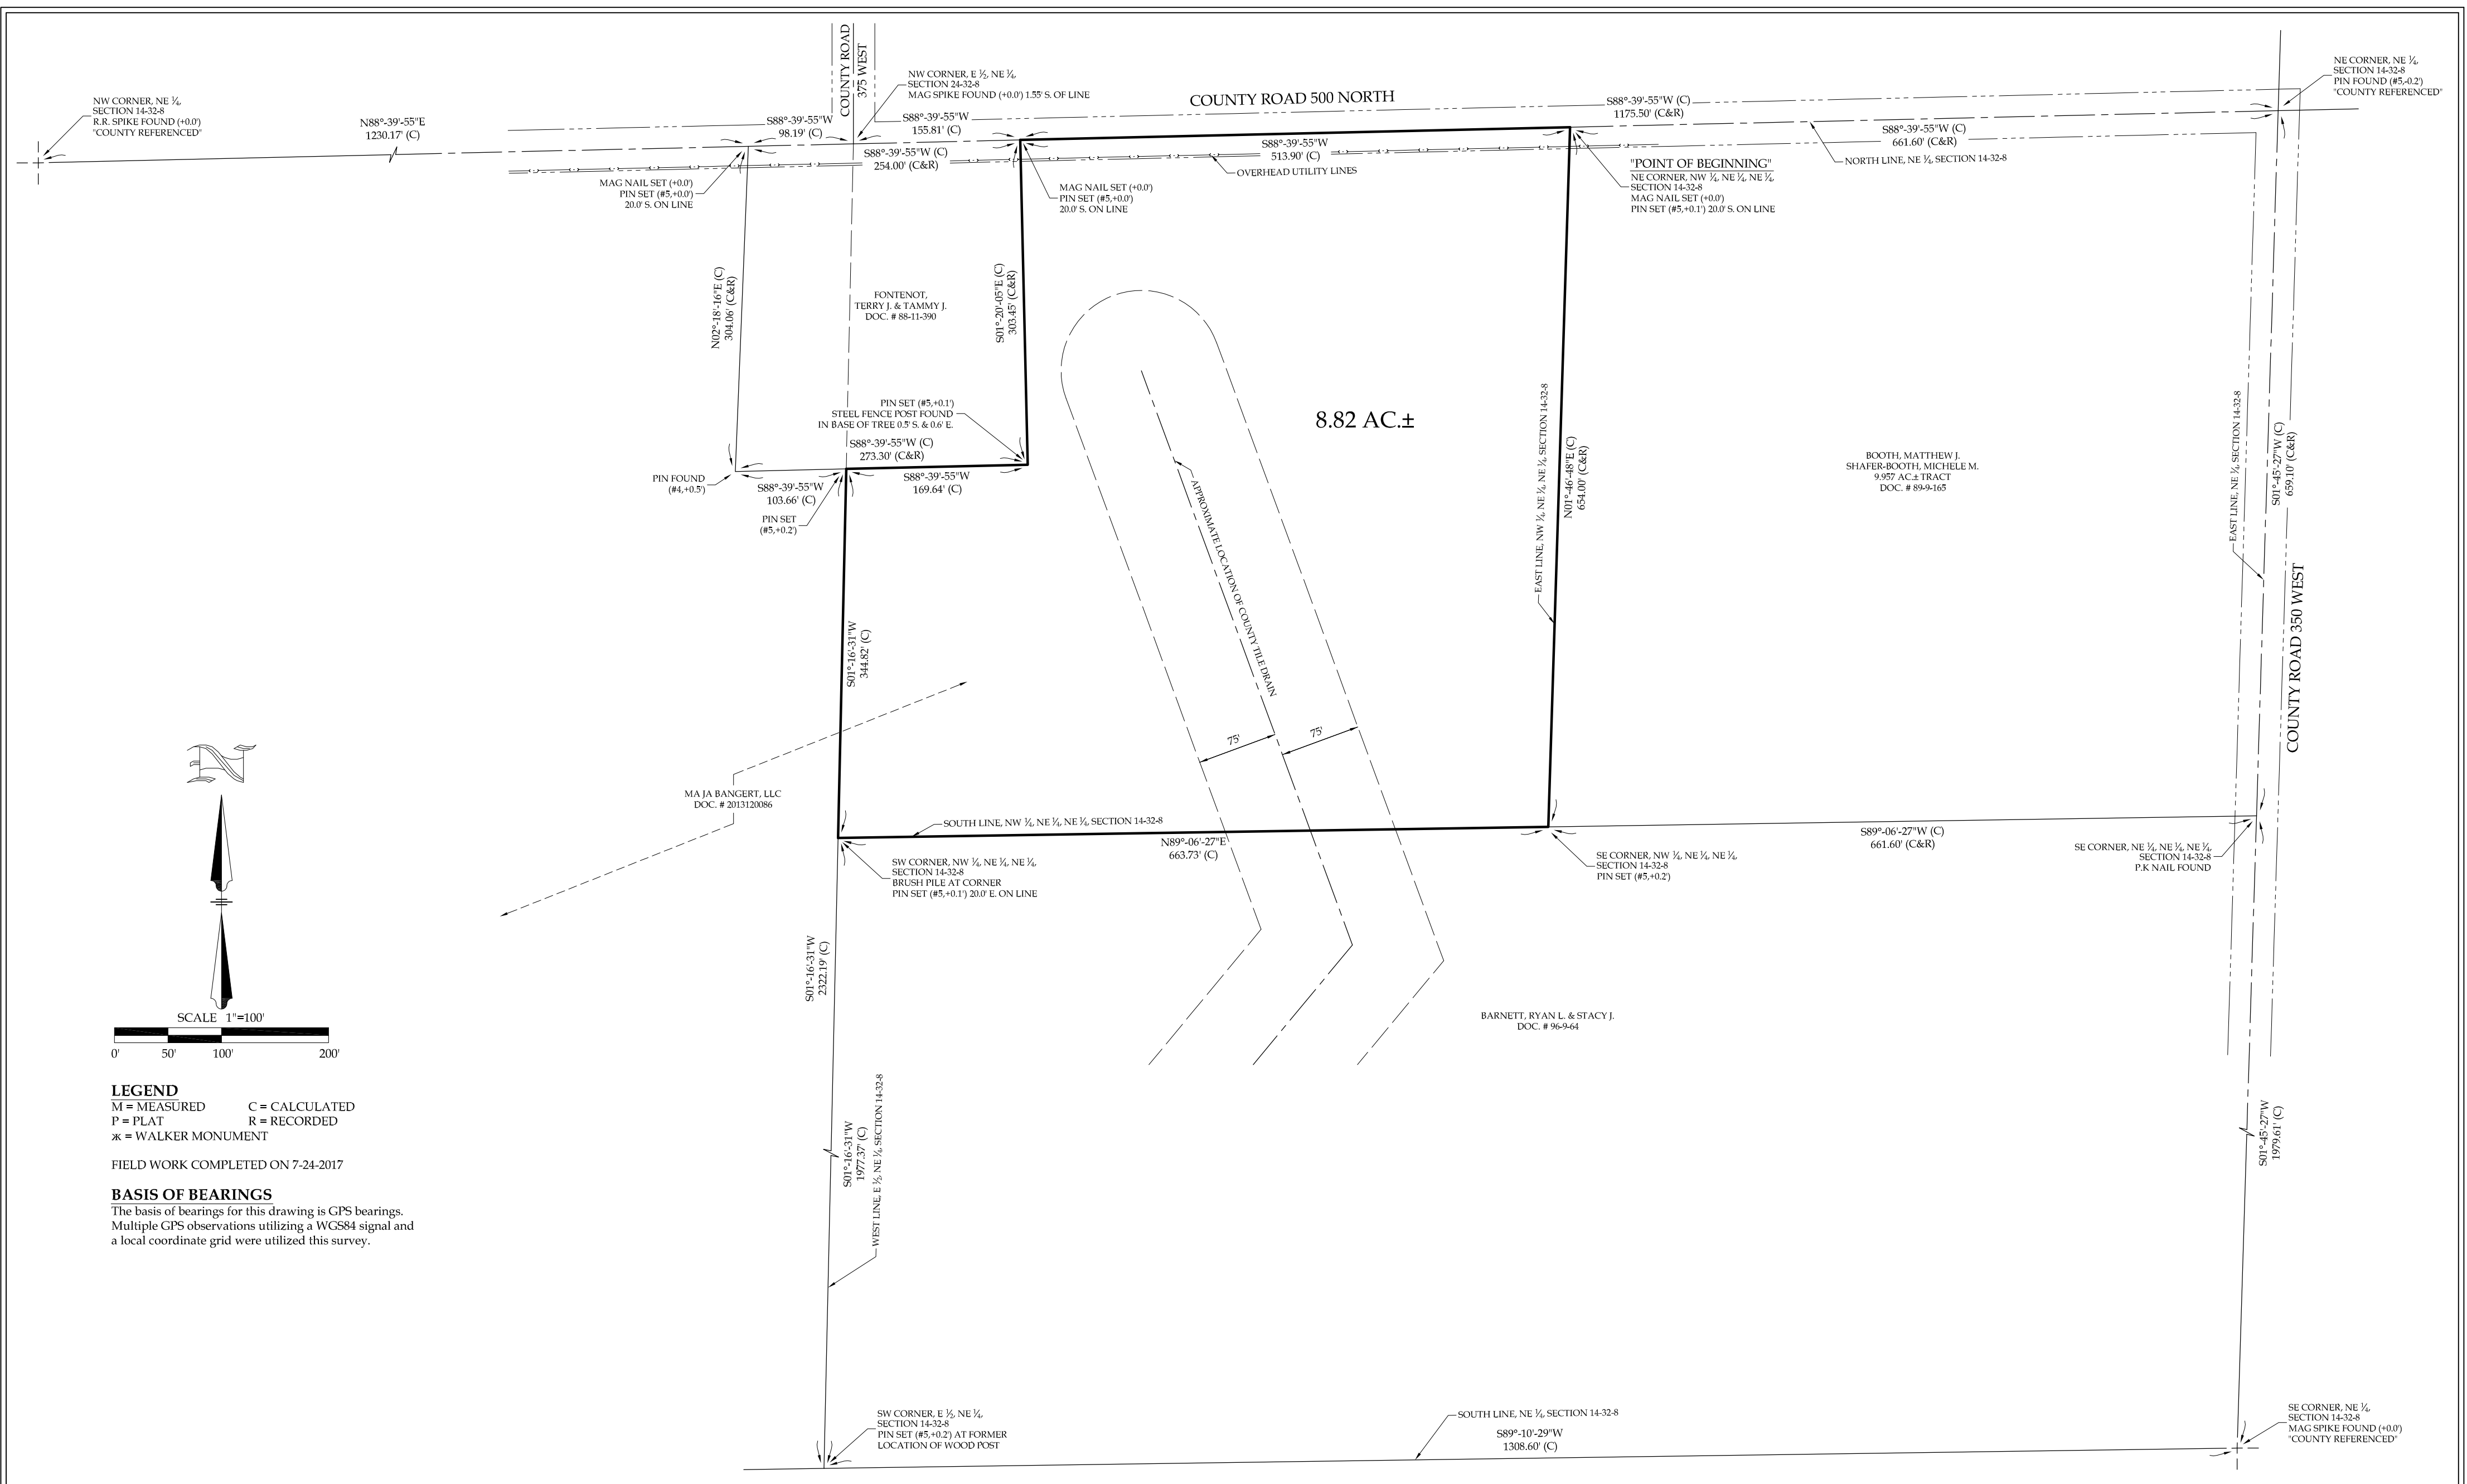 NW CORNER, NE ¼,
SECTION 14-32-8
R.R. SPIKE FOUND (+0.0')
"COUNTY REFERENCED"
N88°-39'-55"E
1230.17' (C)
S88°-39'-55"W
98.19' (C)
COUNTY ROAD
375 WEST
NW CORNER, E ½, NE ¼,
SECTION 24-32-8
MAG SPIKE FOUND (+0.0') 1.55' S. OF LINE
S88°-39'-55"W
155.81' (C)
S88°-39'-55"W (C)
254.00' (C&R)
COUNTY ROAD 500 NORTH
S88°-39'-55"W
513.90' (C)
OVERHEAD UTILITY LINES
S88°-39'-55"W (C)
1175.50' (C&R)
S88°-39'-55"W (C)
661.60' (C&R)
NORTH LINE, NE ¼, SECTION 14-32-8
NE CORNER, NE ¼,
SECTION 14-32-8
PIN FOUND (#5,-0.2')
"COUNTY REFERENCED"
MAG NAIL SET (+0.0')
PIN SET (#5,+0.0')
20.0' S. ON LINE
MAG NAIL SET (+0.0')
PIN SET (#5,+0.0')
20.0' S. ON LINE
"POINT OF BEGINNING"
NE CORNER, NW ¼, NE ¼, NE ¼,
SECTION 14-32-8
MAG NAIL SET (+0.0')
PIN SET (#5,+0.1') 20.0' S. ON LINE
N02°-18'-16"E (C)
304.06' (C&R)
FONTENOT,
TERRY J. & TAMMY J.
DOC. # 88-11-390
S01°-20'-05"E (C)
303.45' (C&R)
PIN SET (#5,+0.1')
STEEL FENCE POST FOUND
IN BASE OF TREE 0.5' S. & 0.6' E.
S88°-39'-55"W (C)
273.30' (C&R)
PIN FOUND
(#4,+0.5')
S88°-39'-55"W
103.66' (C)
S88°-39'-55"W
169.64' (C)
PIN SET
(#5,+0.2')
8.82 AC.±
APPROXIMATE LOCATION OF COUNTY TILE DRAIN
75'
75'
EAST LINE, NW ¼, NE ¼, NE ¼, SECTION 14-32-8
N01°-46'-48"E (C)
654.00' (C&R)
BOOTH, MATTHEW J.
SHAFER-BOOTH, MICHELE M.
9.957 AC.± TRACT
DOC. # 89-9-165
EAST LINE, NE ¼, SECTION 14-32-8
S01°-45'-27"W (C)
659.10' (C&R)
COUNTY ROAD 350 WEST
S01°-16'-31"W
344.82' (C)
MA JA BANGERT, LLC
DOC. # 2013120086
SOUTH LINE, NW ¼, NE ¼, NE ¼, SECTION 14-32-8
N89°-06'-27"E
663.73' (C)
SW CORNER, NW ¼, NE ¼, NE ¼,
SECTION 14-32-8
BRUSH PILE AT CORNER
PIN SET (#5,+0.1') 20.0' E. ON LINE
SE CORNER, NW ¼, NE ¼, NE ¼,
SECTION 14-32-8
PIN SET (#5,+0.2')
S89°-06'-27"W (C)
661.60' (C&R)
SE CORNER, NE ¼, NE ¼, NE ¼,
SECTION 14-32-8
P.K NAIL FOUND
S01°-16'-31"W
2322.19' (C)
BARNETT, RYAN L. & STACY J.
DOC. # 96-9-64
N
SCALE 1"=100'
0' 50' 100' 200'
LEGEND
M = MEASURED C = CALCULATED
P = PLAT R = RECORDED
ж = WALKER MONUMENT
FIELD WORK COMPLETED ON 7-24-2017
BASIS OF BEARINGS
The basis of bearings for this drawing is GPS bearings.
Multiple GPS observations utilizing a WGS84 signal and
a local coordinate grid were utilized this survey.
S01°-16'-31"W
1977.37' (C)
WEST LINE, E ½, NE ¼, SECTION 14-32-8
S01°-45'-27"W
1979.61' (C)
SW CORNER, E ½, NE ¼,
SECTION 14-32-8
PIN SET (#5,+0.2') AT FORMER
LOCATION OF WOOD POST
SOUTH LINE, NE ¼, SECTION 14-32-8
S89°-10'-29"W
1308.60' (C)
SE CORNER, NE ¼,
SECTION 14-32-8
MAG SPIKE FOUND (+0.0')
"COUNTY REFERENCED"